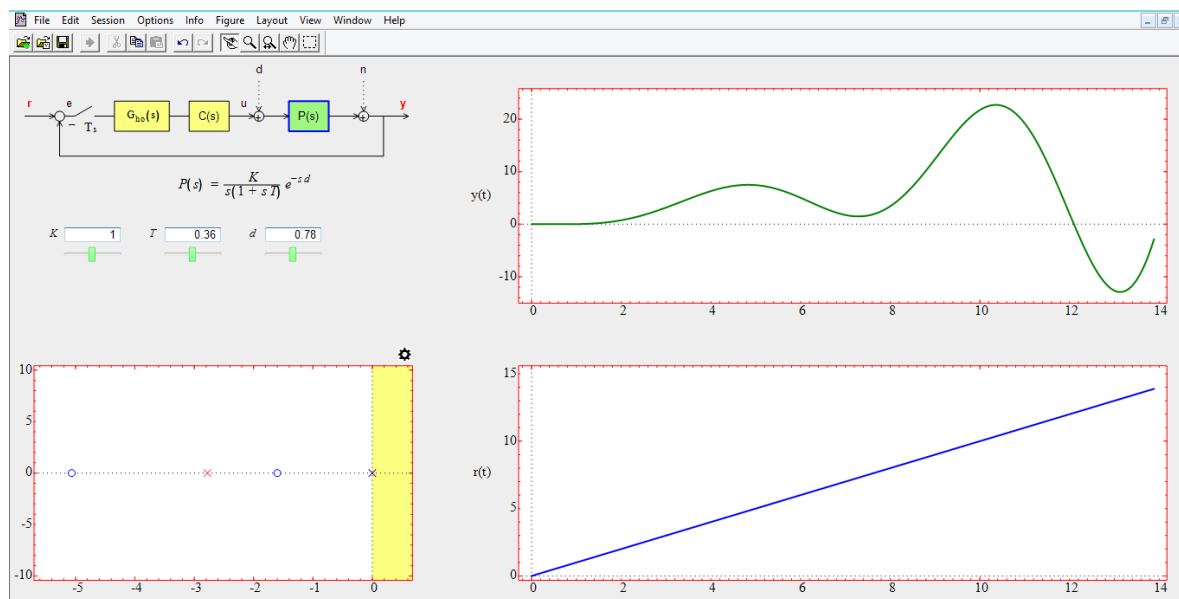 File Edit Session Options Info Figure Layout View Window Help
d n
r e u y
Gho(s) C(s) P(s)
− Ts
+ +
P(s) = K / s(1 + s T) e^−s d
K 1 T 0.36 d 0.78
20
10
y(t)
0
-10
0 2 4 6 8 10 12 14
10
5
0
-5
-10
-5 -4 -3 -2 -1 0
15
10
r(t)
5
0
0 2 4 6 8 10 12 14